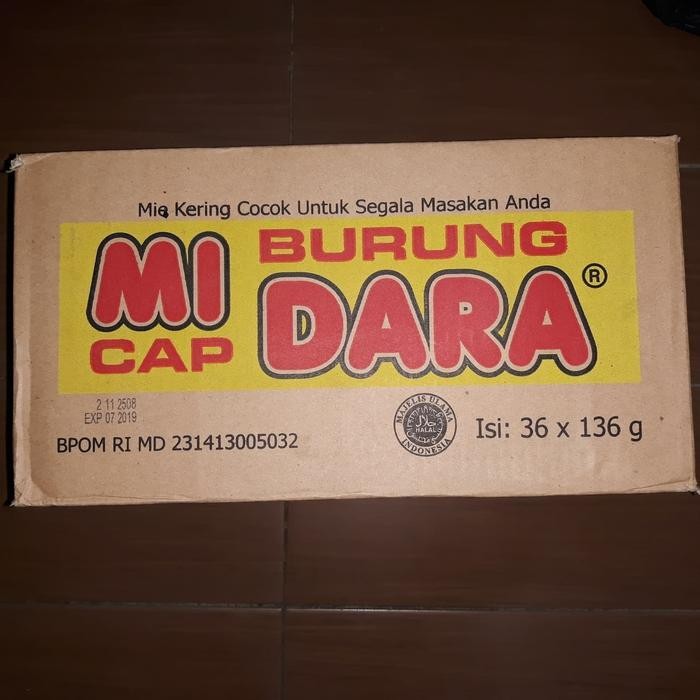 Mie Kering Cocok Untuk Segala Masakan Anda
MI CAP
BURUNG
DARA ®
2 11 2508
EXP 07 2019
BPOM RI MD 231413005032
MAJELIS ULAMA
حلال
HALAL
INDONESIA
Isi: 36 x 136 g